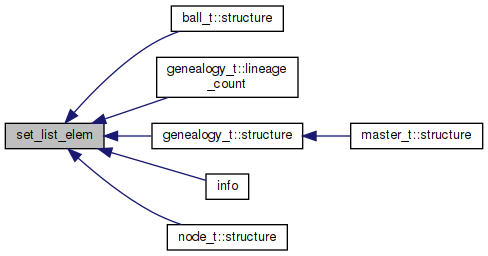 ball_t::structure
genealogy_t::lineage
_count
set_list_elem
genealogy_t::structure
master_t::structure
info
node_t::structure